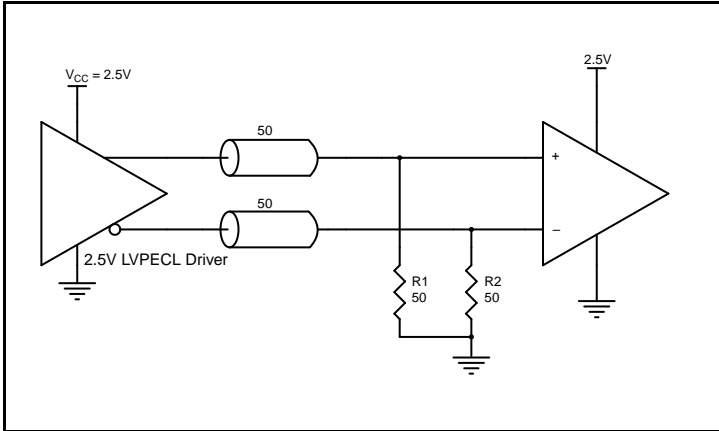 V_CC = 2.5V
2.5V
50
+
50
–
2.5V LVPECL Driver
R1
50
R2
50